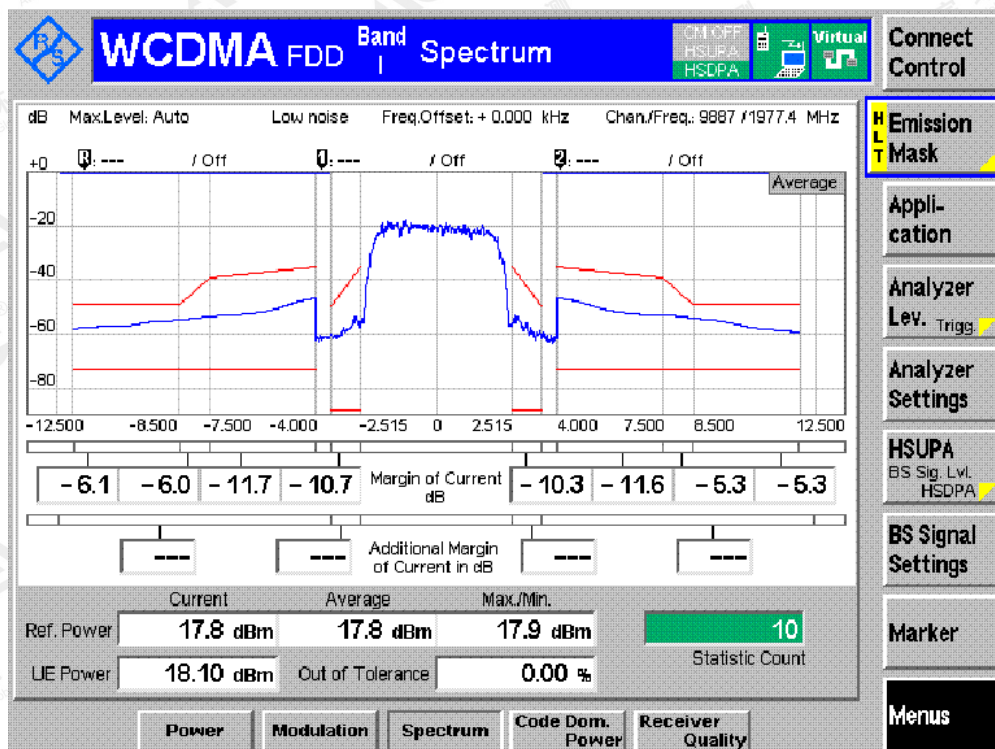 R S
WCDMA FDD Band I Spectrum
CM OFF
HSUPA
HSDPA
Virtual
Connect Control
dB Max.Level: Auto Low noise Freq.Offset: + 0.000 kHz Chan./Freq.: 9887 / 1977.4 MHz
HLT Emission Mask
R: --- / Off 1: --- / Off 2: --- / Off
Average
+0
-20
-40
-60
-80
-12.500 -8.500 -7.500 -4.000 -2.515 0 2.515 4.000 7.500 8.500 12.500
Appli-
cation
Analyzer
Lev. Trigg.
Analyzer
Settings
- 6.1 - 6.0 - 11.7 - 10.7 Margin of Current dB - 10.3 - 11.6 - 5.3 - 5.3
HSUPA
BS Sig. Lvl.
HSDPA
--- --- Additional Margin of Current in dB --- ---
BS Signal
Settings
Current Average Max./Min.
Ref. Power 17.8 dBm 17.8 dBm 17.9 dBm 10
Statistic Count
UE Power 18.10 dBm Out of Tolerance 0.00 %
Marker
Power Modulation Spectrum Code Dom. Power Receiver Quality
Menus